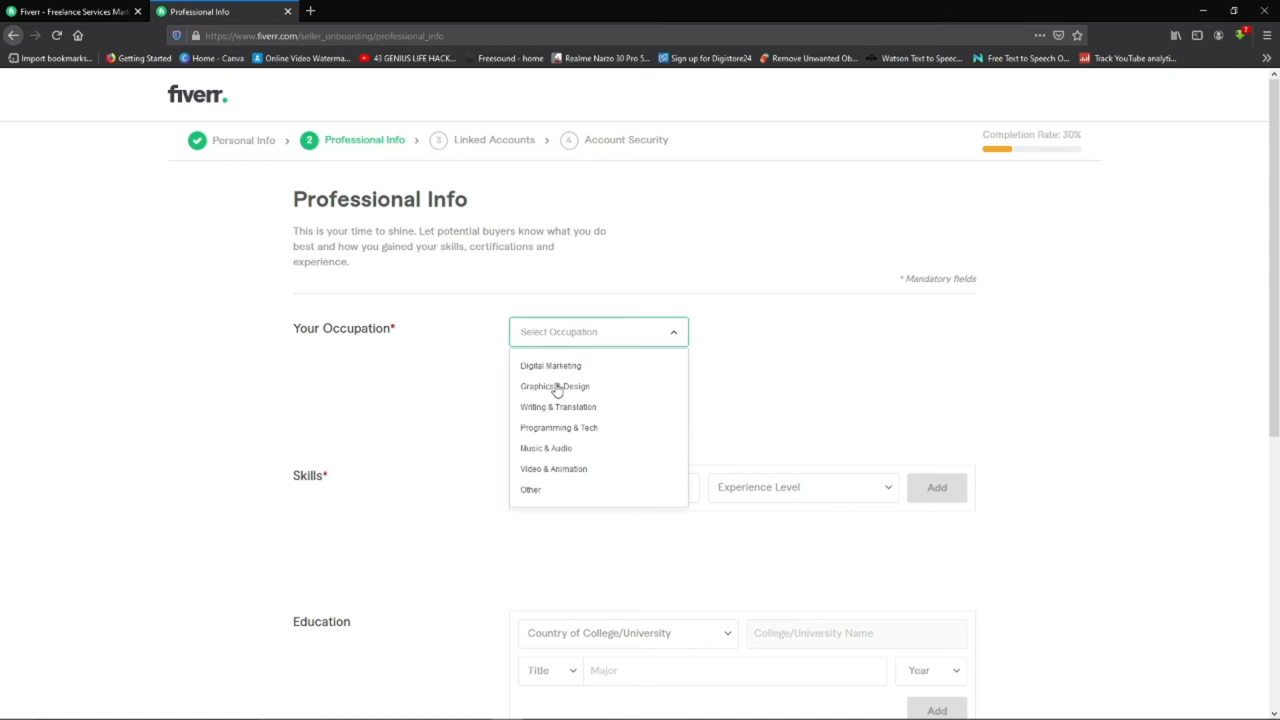 Fiverr - Freelance Services Mar
Professional Info
https://www.fiverr.com/seller_onboarding/professional_info
Import bookmarks...
Getting Started
Home - Canva
Online Video Waterma...
43 GENIUS LIFE HACK...
Freesound - home
Realme Narzo 30 Pro 5...
Sign up for Digistore24
Remove Unwanted Ob...
Watson Text to Speec...
Free Text to Speech O...
Track YouTube analyti...
fiverr.
Personal Info
2 Professional Info
3 Linked Accounts
4 Account Security
Completion Rate: 30%
Professional Info
This is your time to shine. Let potential buyers know what you do
best and how you gained your skills, certifications and
experience.
* Mandatory fields
Your Occupation*
Select Occupation
Digital Marketing
Graphics & Design
Writing & Translation
Programming & Tech
Music & Audio
Video & Animation
Other
Skills*
Experience Level
Add
Education
Country of College/University
College/University Name
Title
Major
Year
Add